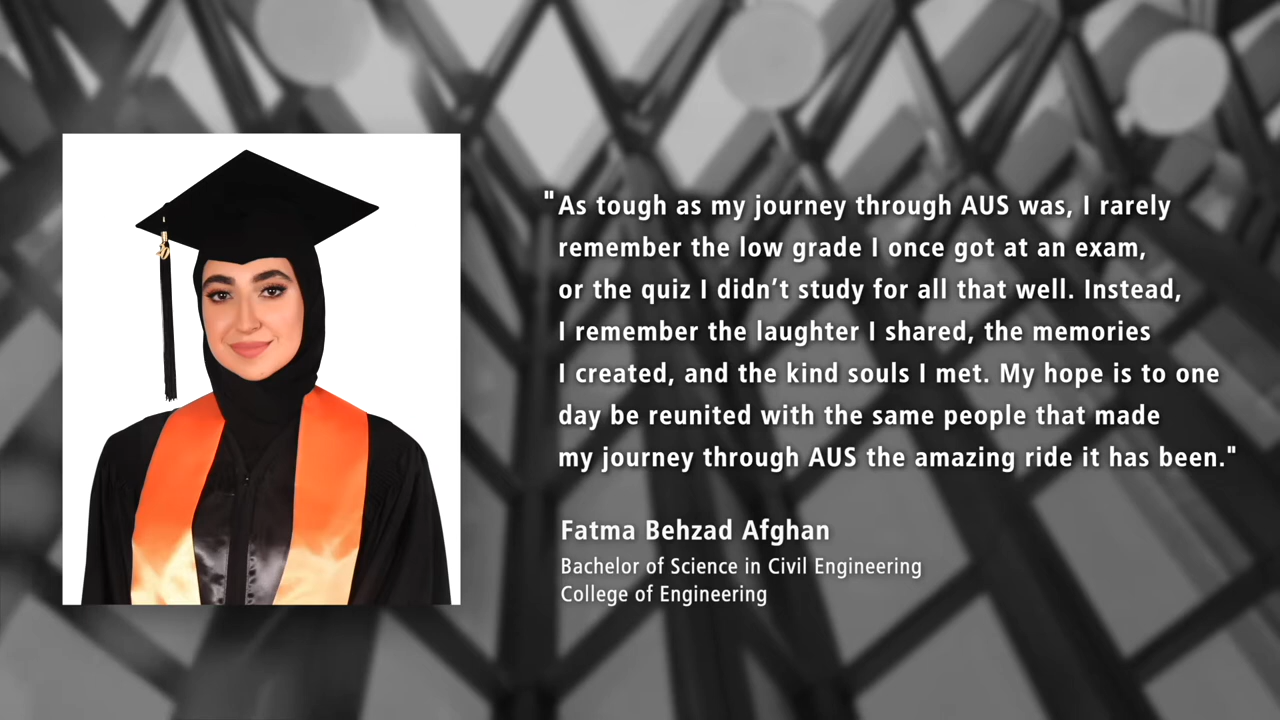 "As tough as my journey through AUS was, I rarely
remember the low grade I once got at an exam,
or the quiz I didn’t study for all that well. Instead,
I remember the laughter I shared, the memories
I created, and the kind souls I met. My hope is to one
day be reunited with the same people that made
my journey through AUS the amazing ride it has been."
Fatma Behzad Afghan
Bachelor of Science in Civil Engineering
College of Engineering